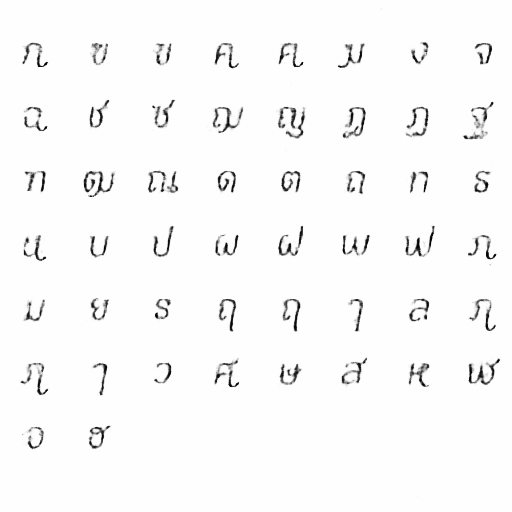 ก ข ฃ ค ฅ ฆ ง จ
ฉ ช ซ ฌ ญ ฎ ฏ ฐ
ฑ ฒ ณ ด ต ถ ท ธ
น บ ป ผ ฝ พ ฟ ภ
ม ย ร ฤ ฤ ๅ ล ฦ
ฦ ๅ ว ศ ษ ส ห ฬ
อ ฮ